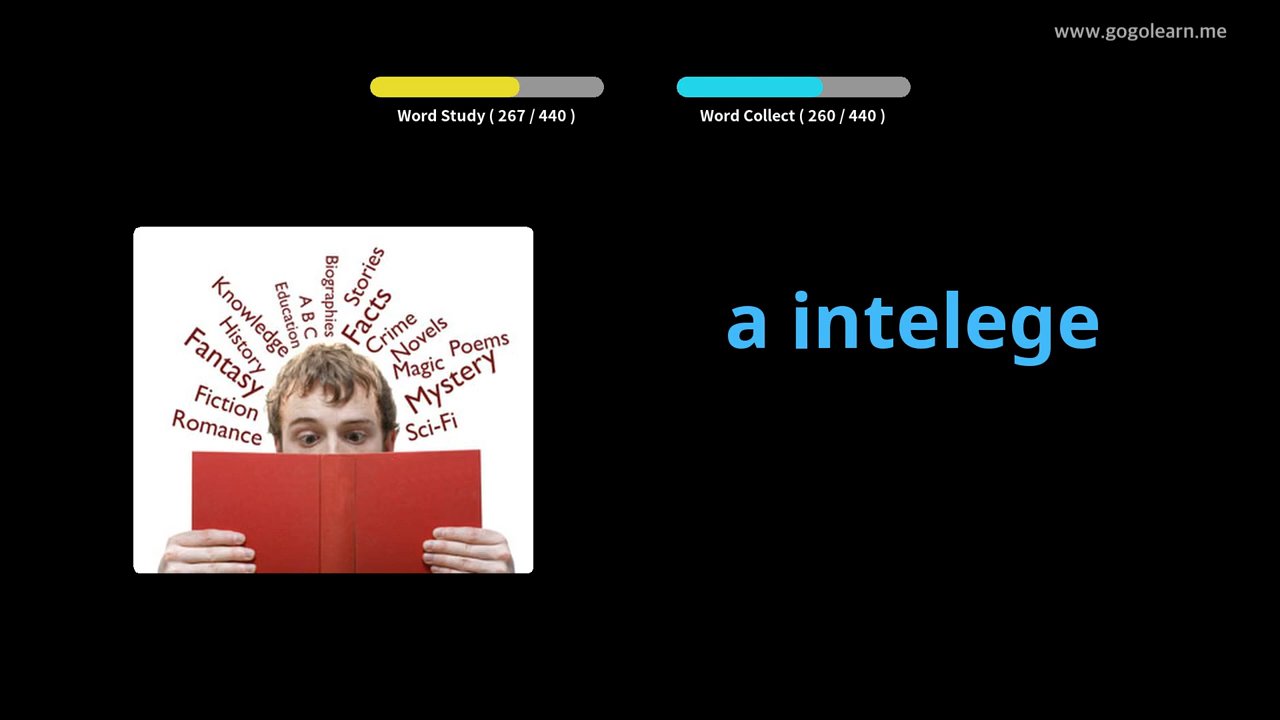 www.gogolearn.me
Word Study ( 267 / 440 )
Word Collect ( 260 / 440 )
a intelege
Knowledge
Education
A B C
Biographies
Stories
Facts
Crime
Novels
Magic
Poems
Mystery
Sci-Fi
History
Fantasy
Fiction
Romance